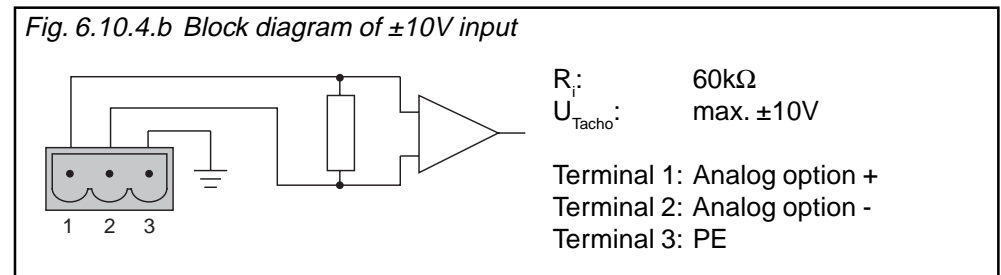 Fig. 6.10.4.b Block diagram of ±10V input
Ri: 60kΩ
UTacho: max. ±10V
Terminal 1: Analog option +
Terminal 2: Analog option -
Terminal 3: PE
1 2 3